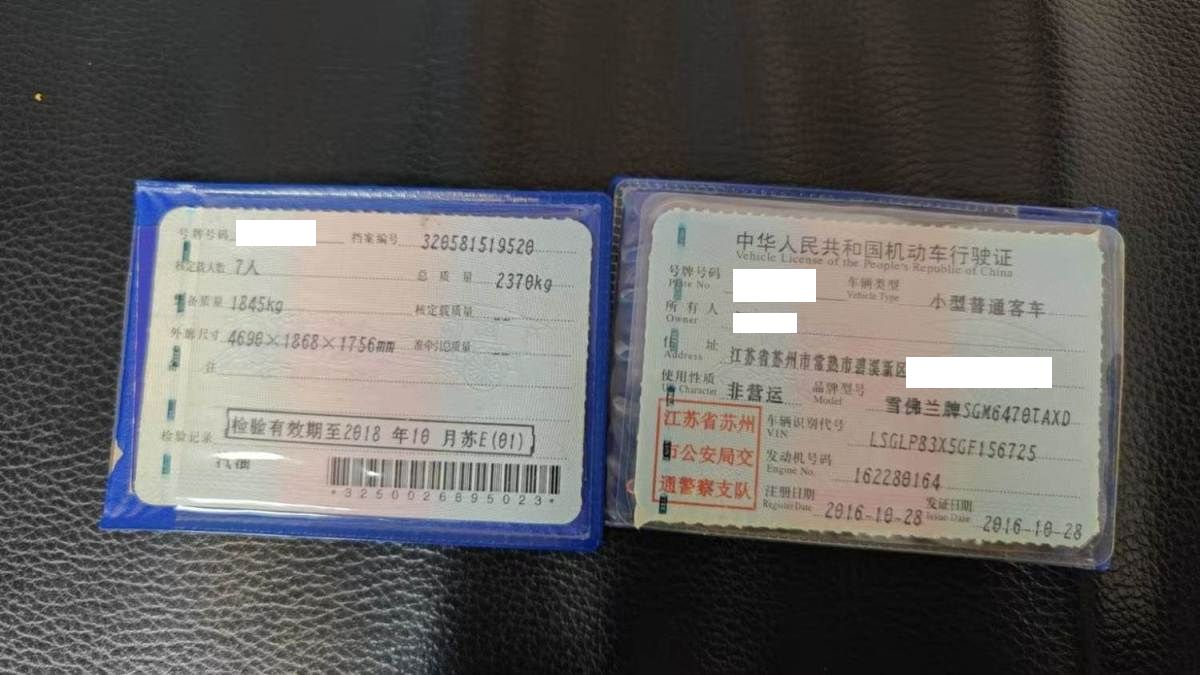 号牌号码 档案编号 320581519520
核定载人数 7人 总质量 2370kg
整备质量 1845kg 核定载质量 --
外廓尺寸 4690×1868×1756mm 准牵引总质量 --
注
检验记录 检验有效期至2018 年10 月苏E(01)
汽油
*3250026895023*
中华人民共和国机动车行驶证
Vehicle License of the People's Republic of China
号牌号码 车辆类型 小型普通客车
Plate No. Vehicle Type
所有人
Owner
住 址 江苏省苏州市常熟市碧溪新区
Address
使用性质 非营运 品牌型号 雪佛兰牌SGM6470TAXD
Use Character Model
江苏省苏州
市公安局交
通警察支队
车辆识别代号 LSGLP83X5GF156725
VIN
发动机号码 162280164
Engine No.
注册日期 2016-10-28 发证日期 2016-10-28
Register Date Issue Date